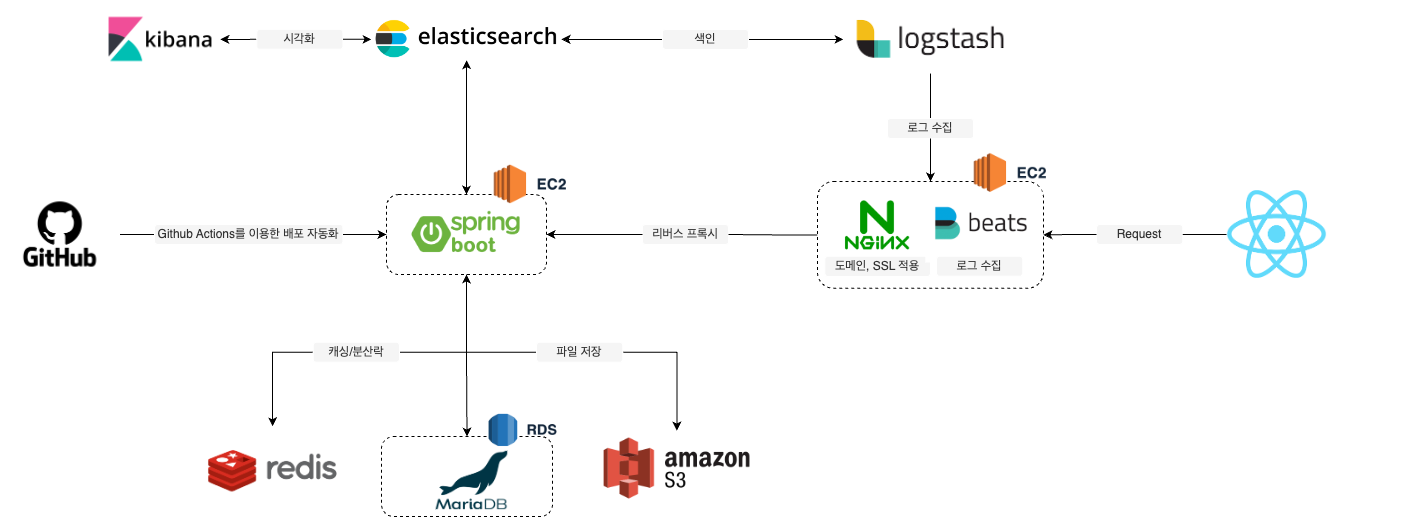 kibana
시각화
elasticsearch
색인
logstash
로그 수집
EC2
EC2
GitHub
Github Actions를 이용한 배포 자동화
spring
boot
리버스 프록시
NGiNX
도메인, SSL 적용
beats
로그 수집
Request
캐싱/분산락
파일 저장
redis
RDS
MariaDB
amazon
S3